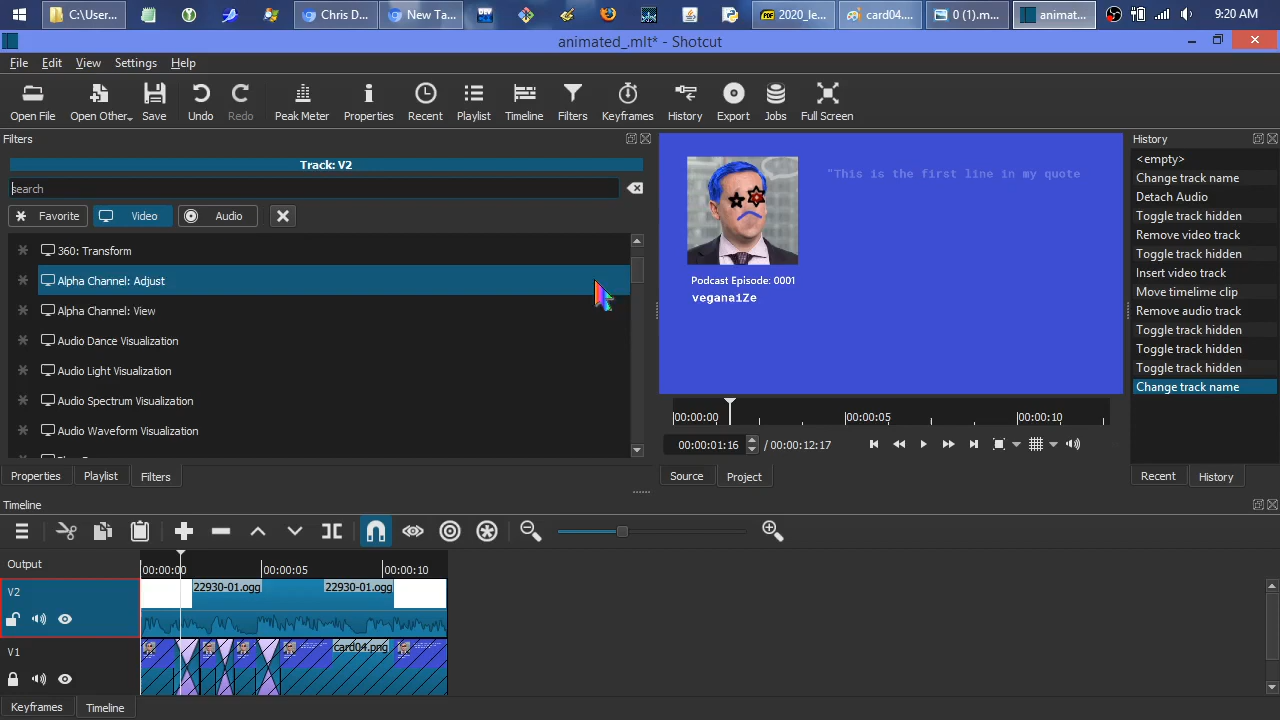 C:\User...
Chris D...
New Ta...
2020_le...
card04....
0 (1).m...
animat...
9:20 AM
animated_.mlt* - Shotcut
File Edit View Settings Help
Open File Open Other... Save Undo Redo Peak Meter Properties Recent Playlist Timeline Filters Keyframes History Export Jobs Full Screen
Filters
Track: V2
search
Favorite Video Audio
360: Transform
Alpha Channel: Adjust
Alpha Channel: View
Audio Dance Visualization
Audio Light Visualization
Audio Spectrum Visualization
Audio Waveform Visualization
Properties Playlist Filters
"This is the first line in my quote
Podcast Episode: 0001
veganaiZe
00:00:00 00:00:05 00:00:10
00:00:01:16 / 00:00:12:17
Source Project
History
<empty>
Change track name
Detach Audio
Toggle track hidden
Remove video track
Toggle track hidden
Insert video track
Move timeline clip
Remove audio track
Toggle track hidden
Toggle track hidden
Toggle track hidden
Change track name
Recent History
Timeline
Output
00:00:00 00:00:05 00:00:10
V2
22930-01.ogg 22930-01.ogg
V1
card04.png
Keyframes Timeline